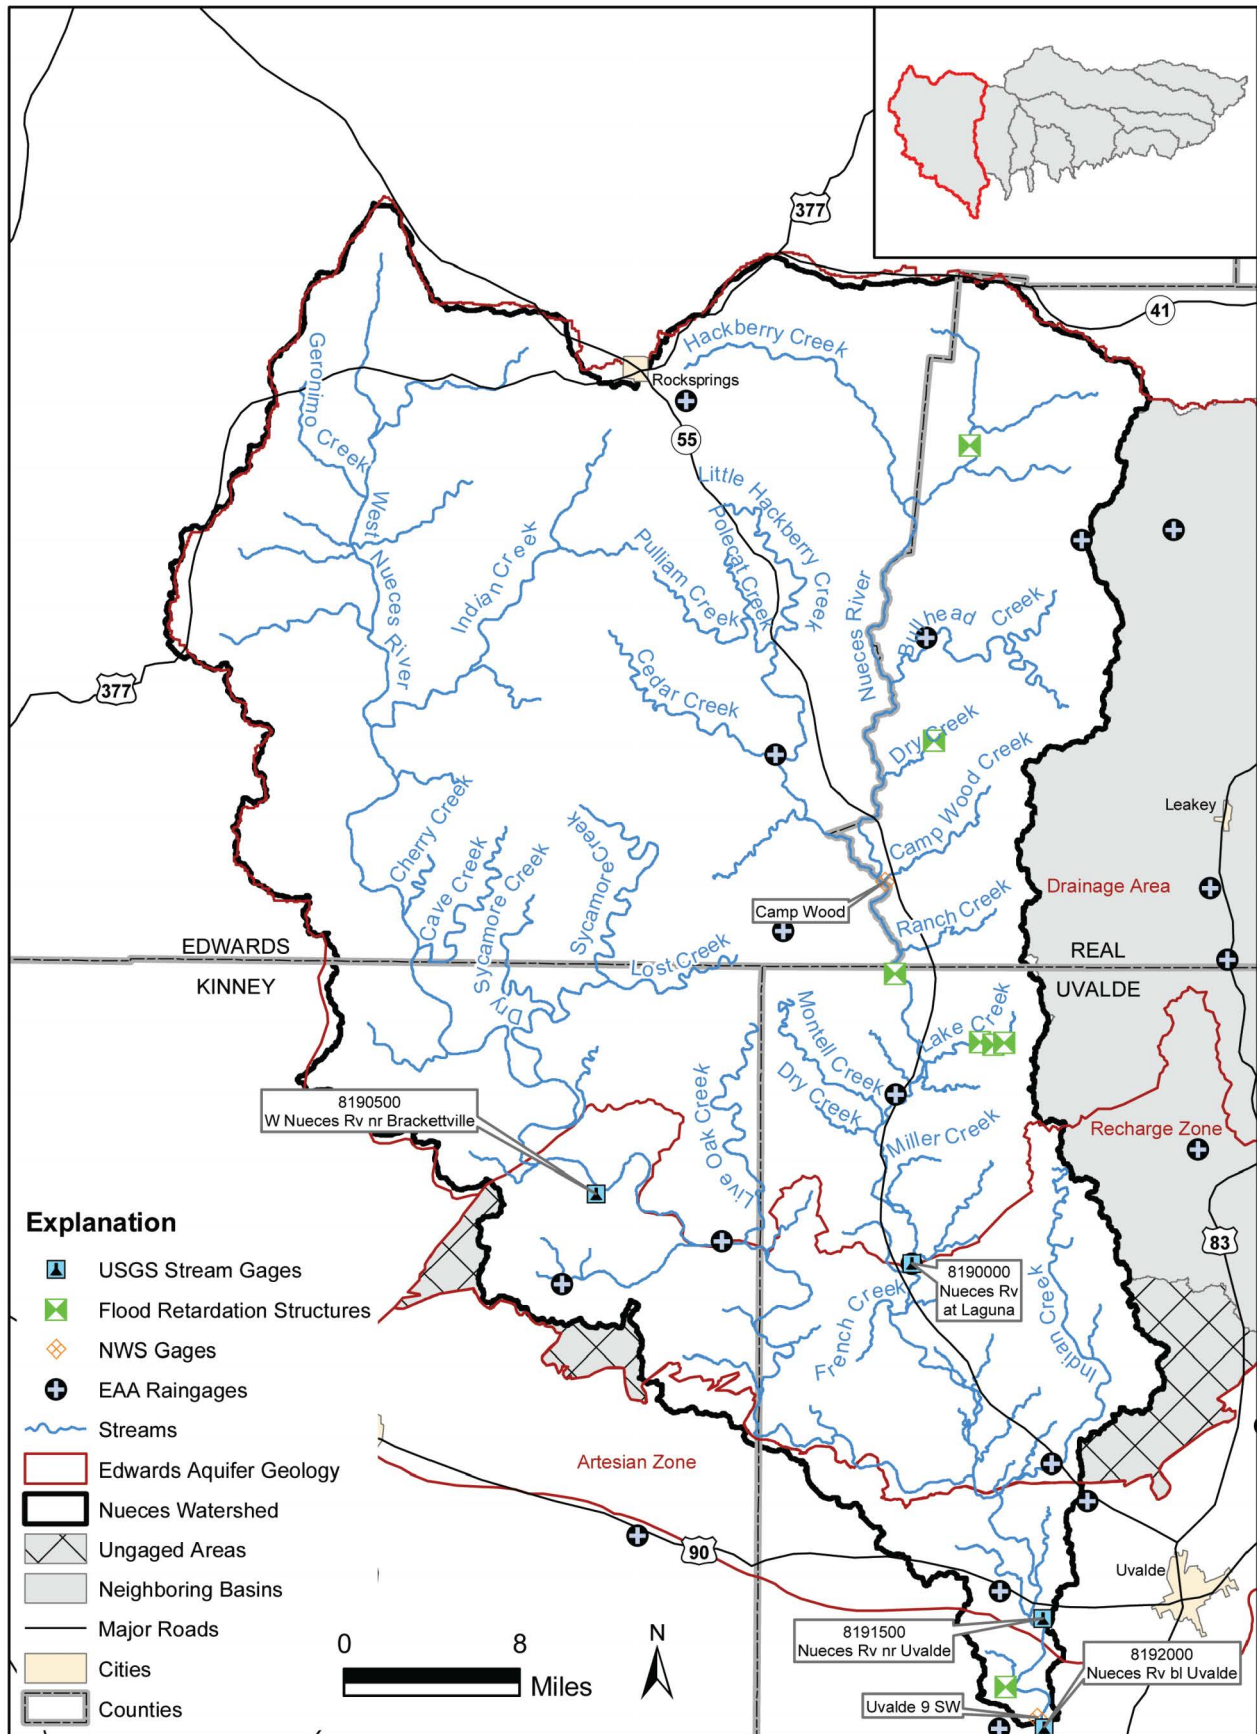 377
41
Hackberry Creek
Geronimo Creek
Rocksprings
55
Little Hackberry Creek
Polecat Creek
Pulliam Creek
West Nueces River
Indian Creek
Nueces River
Bullhead Creek
Cedar Creek
377
Dry Creek
Camp Wood Creek
Leakey
Cherry Creek
Cave Creek
Dry Sycamore Creek
Sycamore Creek
Drainage Area
Camp Wood
Ranch Creek
EDWARDS
REAL
Lost Creek
KINNEY
UVALDE
Montell Creek
Lake Creek
Dry Creek
Live Oak Creek
8190500
W Nueces Rv nr Brackettville
Miller Creek
Recharge Zone
83
8190000
Nueces Rv
at Laguna
French Creek
Indian Creek
Explanation
USGS Stream Gages
Flood Retardation Structures
NWS Gages
EAA Raingages
Streams
Edwards Aquifer Geology
Nueces Watershed
Ungaged Areas
Neighboring Basins
Major Roads
Cities
Counties
Artesian Zone
90
Uvalde
0 8
Miles
N
8191500
Nueces Rv nr Uvalde
8192000
Nueces Rv bl Uvalde
Uvalde 9 SW